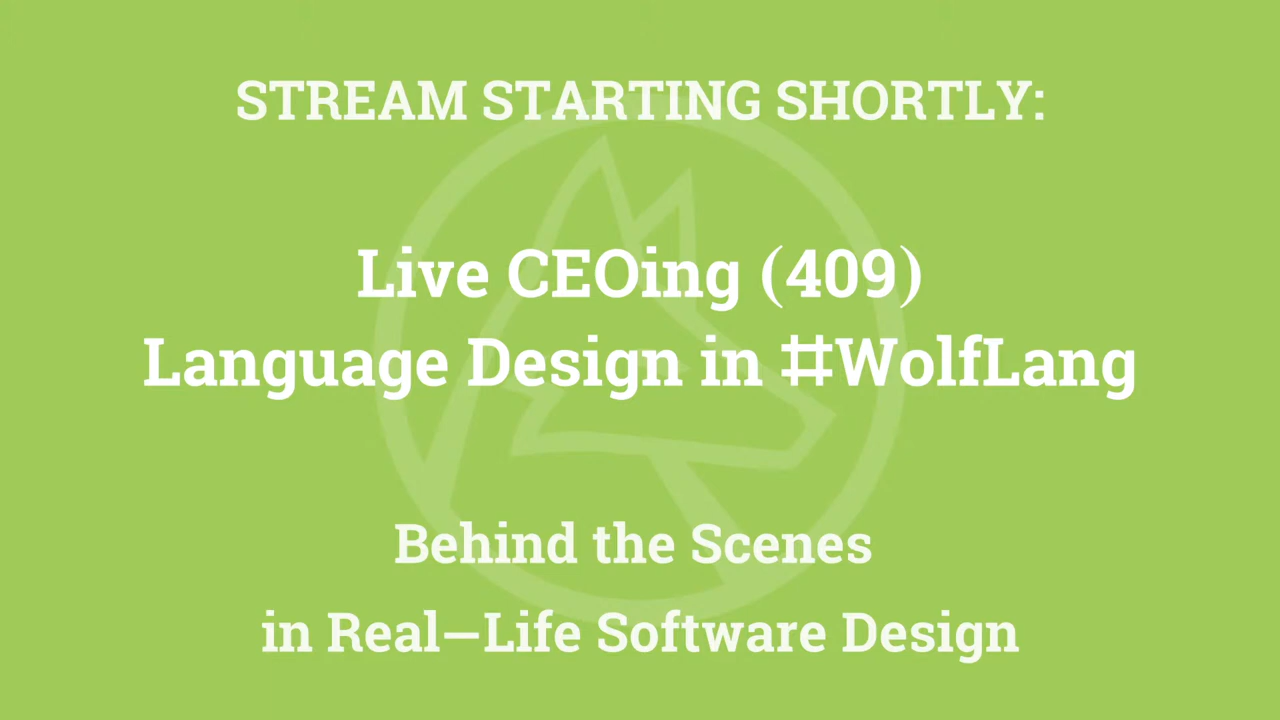 STREAM STARTING SHORTLY:
Live CEOing (409)
Language Design in #WolfLang
Behind the Scenes
in Real—Life Software Design